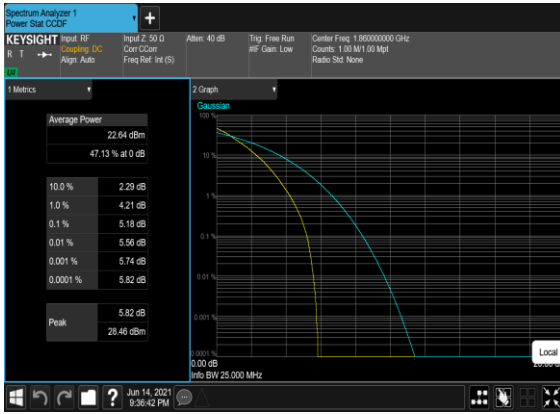 Spectrum Analyzer 1
Power Stat CCDF
KEYSIGHT
R T
Input: RF
Coupling: DC
Align: Auto
Input Z: 50 Ω
Corr CCorr
Freq Ref: Int (S)
Atten: 40 dB
Trig: Free Run
#IF Gain: Low
Center Freq: 1.860000000 GHz
Counts: 1.00 M/1.00 Mpt
Radio Std: None
1 Metrics
Average Power
22.64 dBm
47.13 % at 0 dB
10.0 % 2.29 dB
1.0 % 4.21 dB
0.1 % 5.18 dB
0.01 % 5.56 dB
0.001 % 5.74 dB
0.0001 % 5.82 dB
Peak
5.82 dB
28.46 dBm
2 Graph
Gaussian
100 %
10 %
1 %
0.1 %
0.01 %
0.001 %
0.0001 %
0.00 dB
Info BW 25.000 MHz
Local
?
Jun 14, 2021
9:36:42 PM